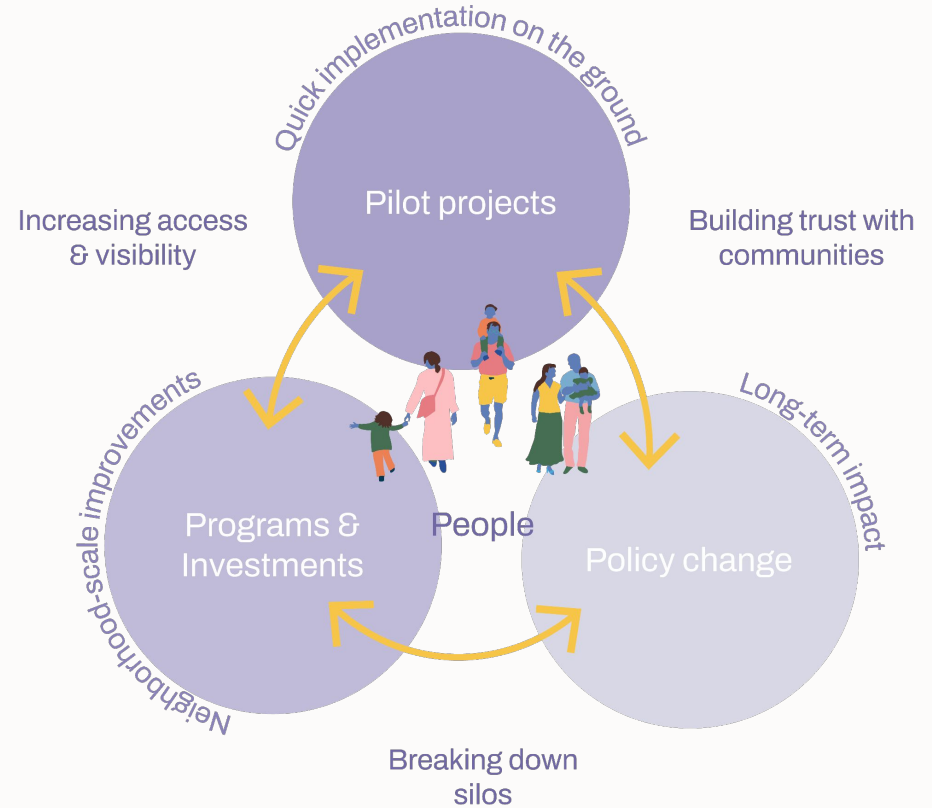 Quick implementation on the ground
Pilot projects
Increasing access
& visibility
Building trust with
communities
Neighborhood-scale improvements
Programs &
Investments
People
Long-term impact
Policy change
Breaking down
silos